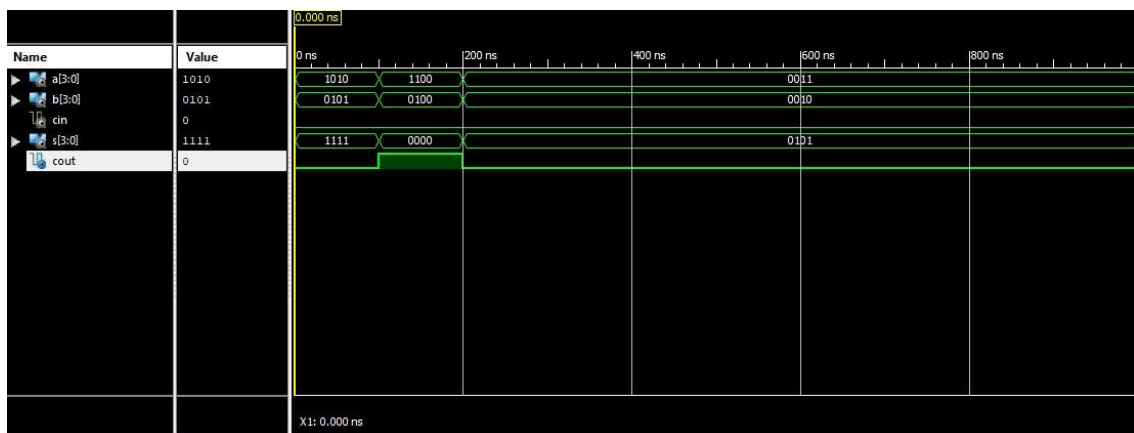 0.000 ns
Name Value 0 ns 200 ns 400 ns 600 ns 800 ns
a[3:0] 1010 1010 1100 0011
b[3:0] 0101 0101 0100 0010
cin 0
s[3:0] 1111 1111 0000 0101
cout 0
X1: 0.000 ns